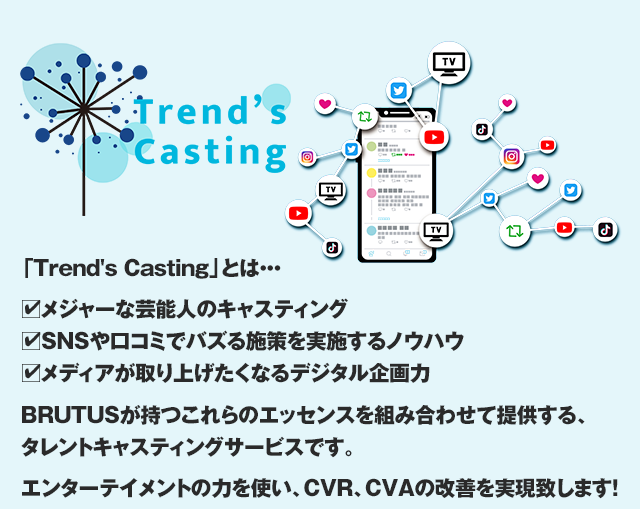 Trend's
Casting
TV
TV
TV
「Trend's Casting」とは…
☑メジャーな芸能人のキャスティング
☑SNSや口コミでバズる施策を実施するノウハウ
☑メディアが取り上げたくなるデジタル企画力
BRUTUSが持つこれらのエッセンスを組み合わせて提供する、
タレントキャスティングサービスです。
エンターテイメントの力を使い、CVR、CVAの改善を実現致します!